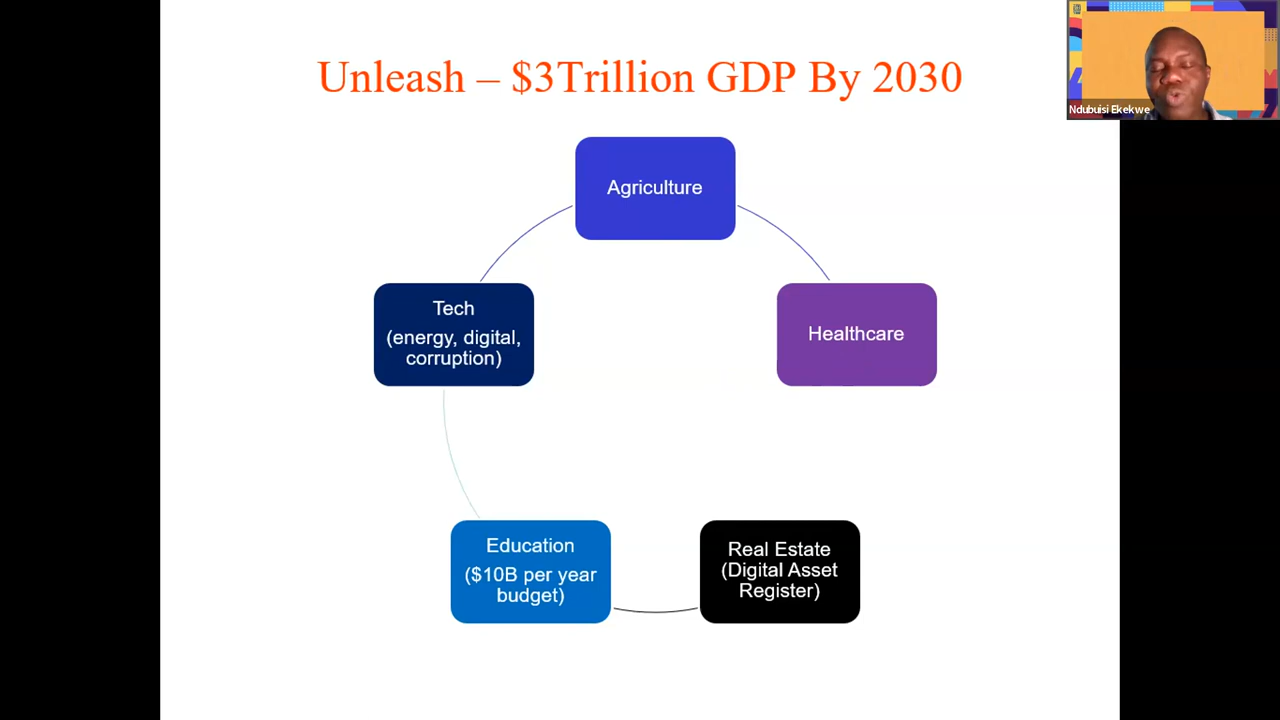 Unleash – $3Trillion GDP By 2030
Ndubuisi Ekekwe
Agriculture
Tech
(energy, digital,
corruption)
Healthcare
Education
($10B per year
budget)
Real Estate
(Digital Asset
Register)